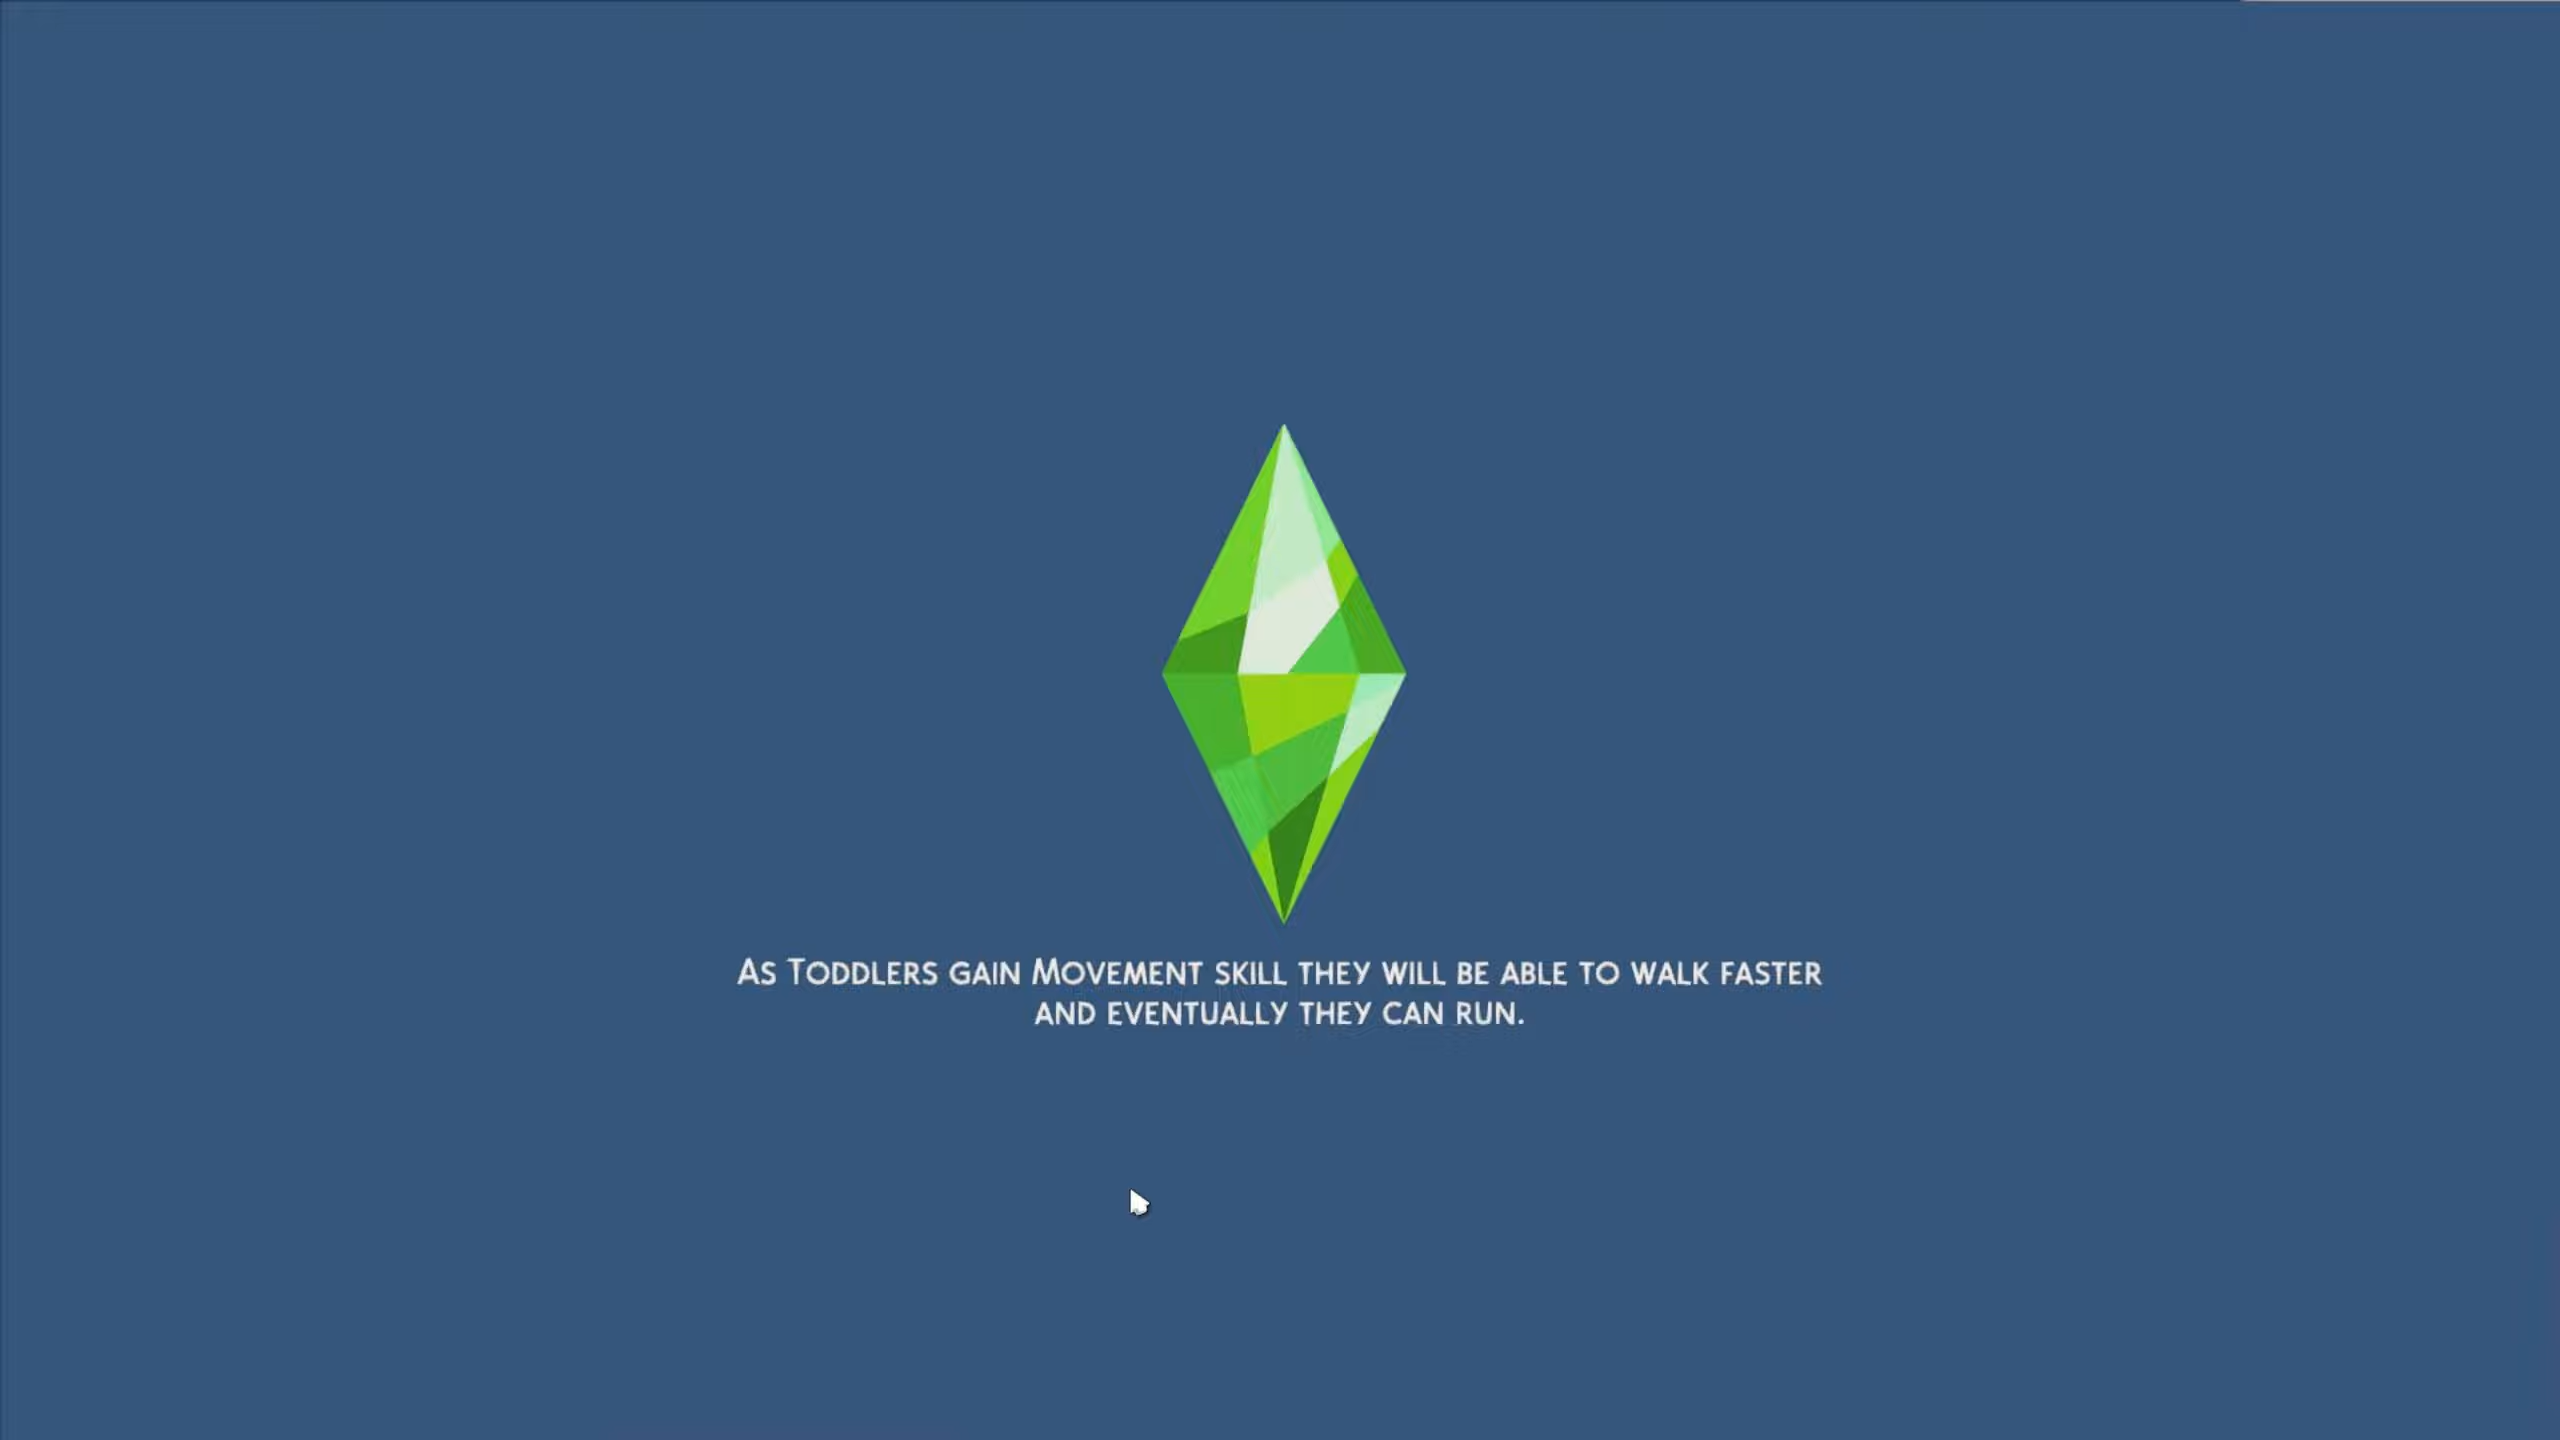 As Toddlers gain Movement skill they will be able to walk faster
and eventually they can run.